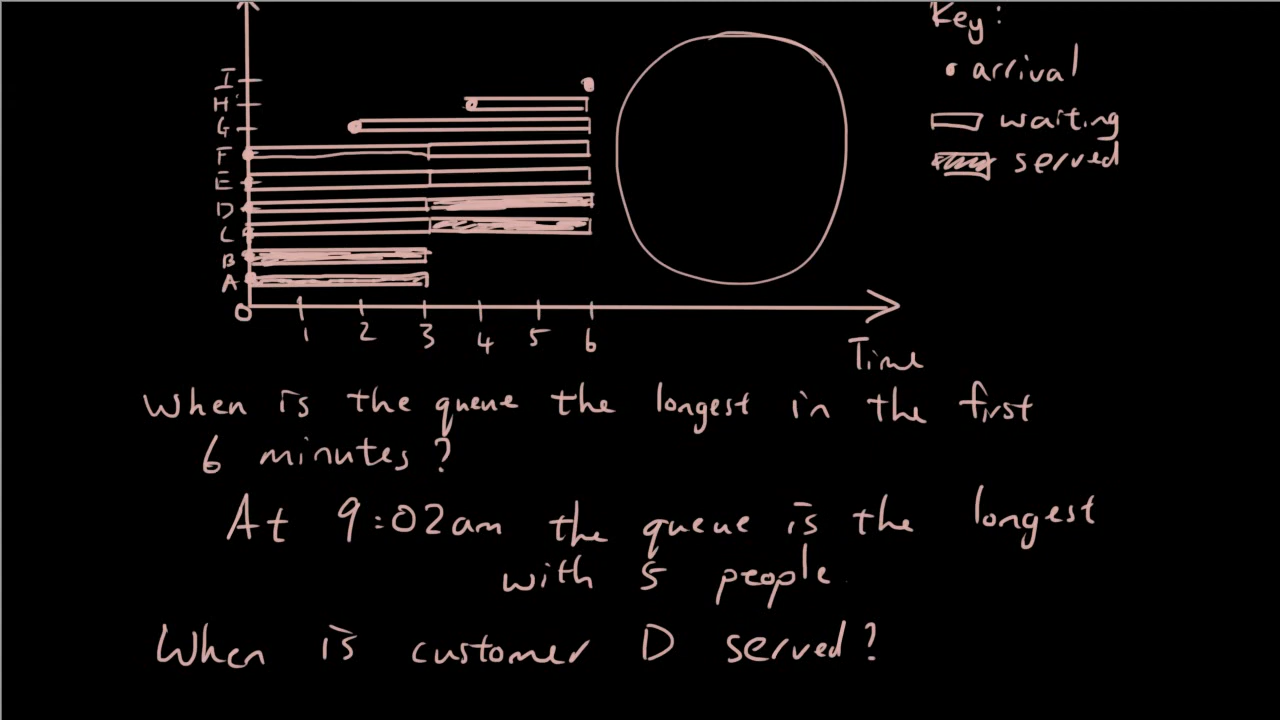 Key:
arrival
waiting
served
I
H
G
F
E
D
C
B
A
0 1 2 3 4 5 6
Time
When is the queue the longest in the first
6 minutes?
At 9:02am the queue is the longest
with 5 people.
When is customer D served?